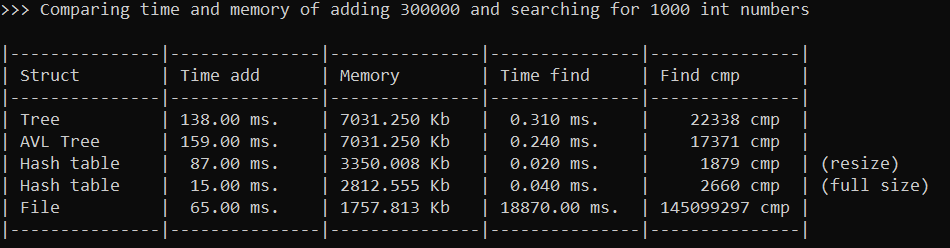 >>> Comparing time and memory of adding 300000 and searching for 1000 int numbers
|---------------|---------------|---------------|---------------|---------------|
| Struct        | Time add      | Memory        | Time find     | Find cmp      |
|---------------|---------------|---------------|---------------|---------------|
| Tree          | 138.00 ms.    | 7031.250 Kb   |  0.310 ms.    |    22338 cmp  |
| AVL Tree      | 159.00 ms.    | 7031.250 Kb   |  0.240 ms.    |    17371 cmp  |
| Hash table    |  87.00 ms.    | 3350.008 Kb   |  0.020 ms.    |     1879 cmp  | (resize)
| Hash table    |  15.00 ms.    | 2812.555 Kb   |  0.040 ms.    |     2660 cmp  | (full size)
| File          |  65.00 ms.    | 1757.813 Kb   | 18870.00 ms.  | 145099297 cmp |
|---------------|---------------|---------------|---------------|---------------|